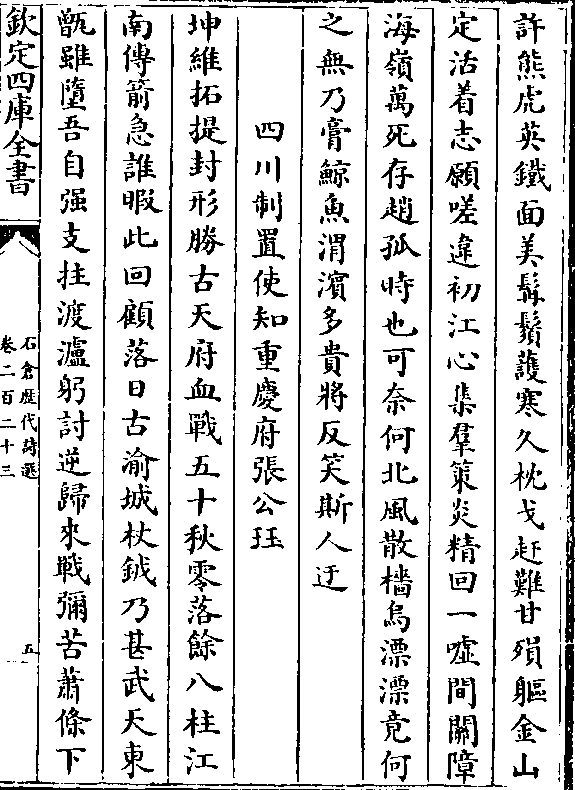 許熊虎英鐵面美髯鬚護寒久枕戈赴難甘殞軀金山
定活着志願嗟違初江心集羣策炎精回一噓間關障
海嶺萬死存趙孤時也可奈何北風散檣烏漂漂竟何
之無乃膏鯨魚渭濱多貴將反笑斯人迂
四川制置使知重慶府張公珏
坤維拓提封形勝古天府血戰五十秋零落餘八柱江
南傳箭急誰暇此回顧落日古渝城杖鉞乃甚武天東
甑雖墮吾自强支拄渡瀘躬討逆歸來戰彌苦蕭條下
欽定四庫全書
石倉歷代詩選
卷二百二十三
五